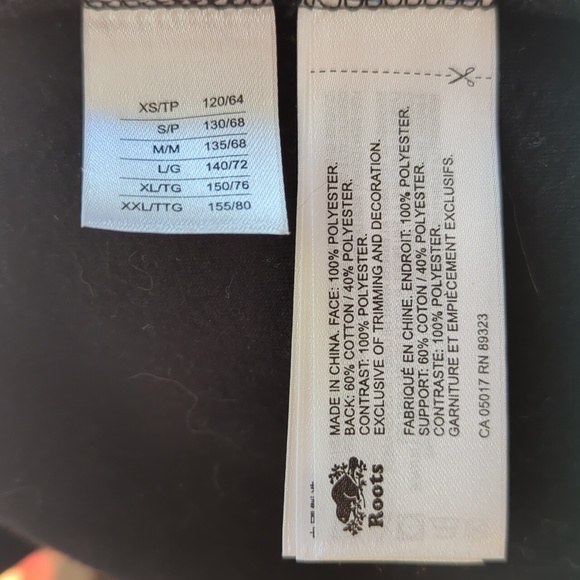 XS/TP 120/64
S/P 130/68
M/M 135/68
L/G 140/72
XL/TG 150/76
XXL/TTG 155/80
MADE IN CHINA. FACE: 100% POLYESTER.
BACK: 60% COTTON / 40% POLYESTER.
CONTRAST: 100% POLYESTER.
EXCLUSIVE OF TRIMMING AND DECORATION.
FABRIQUÉ EN CHINE. ENDROIT: 100% POLYESTER.
SUPPORT: 60% COTON / 40% POLYESTER.
CONTRASTE: 100% POLYESTER.
GARNITURE ET EMPIÈCEMENT EXCLUSIFS.
CA 05017 RN 89323
Roots